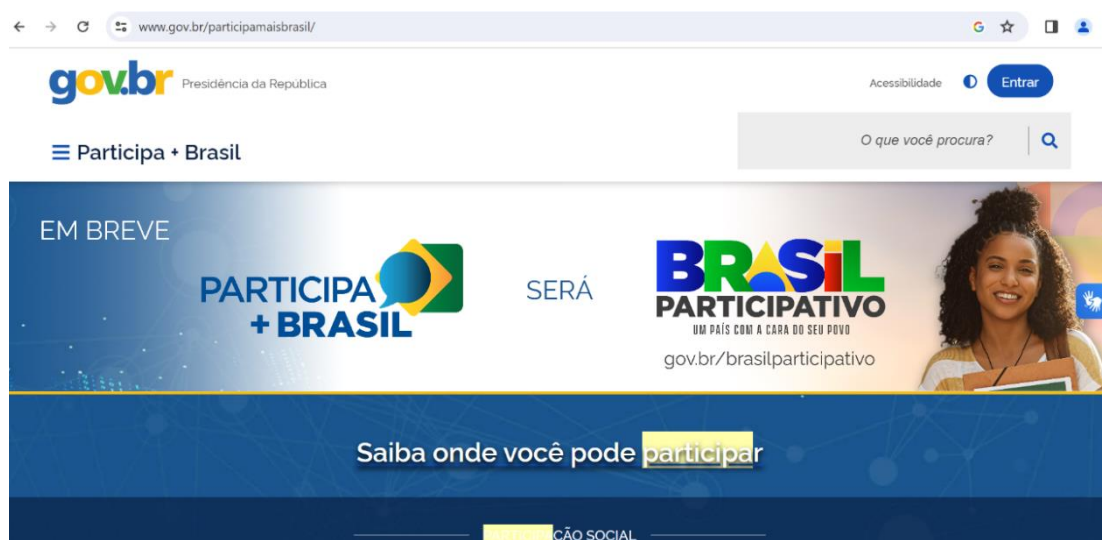 www.gov.br/participamaisbrasil/
gov.br Presidência da República
Acessibilidade
Entrar
Participa + Brasil
O que você procura?
EM BREVE
PARTICIPA
+ BRASIL
SERÁ
BRASiL
PARTICIPATIVO
UM PAÍS COM A CARA DO SEU POVO
gov.br/brasilparticipativo
Saiba onde você pode participar
SOCIAL